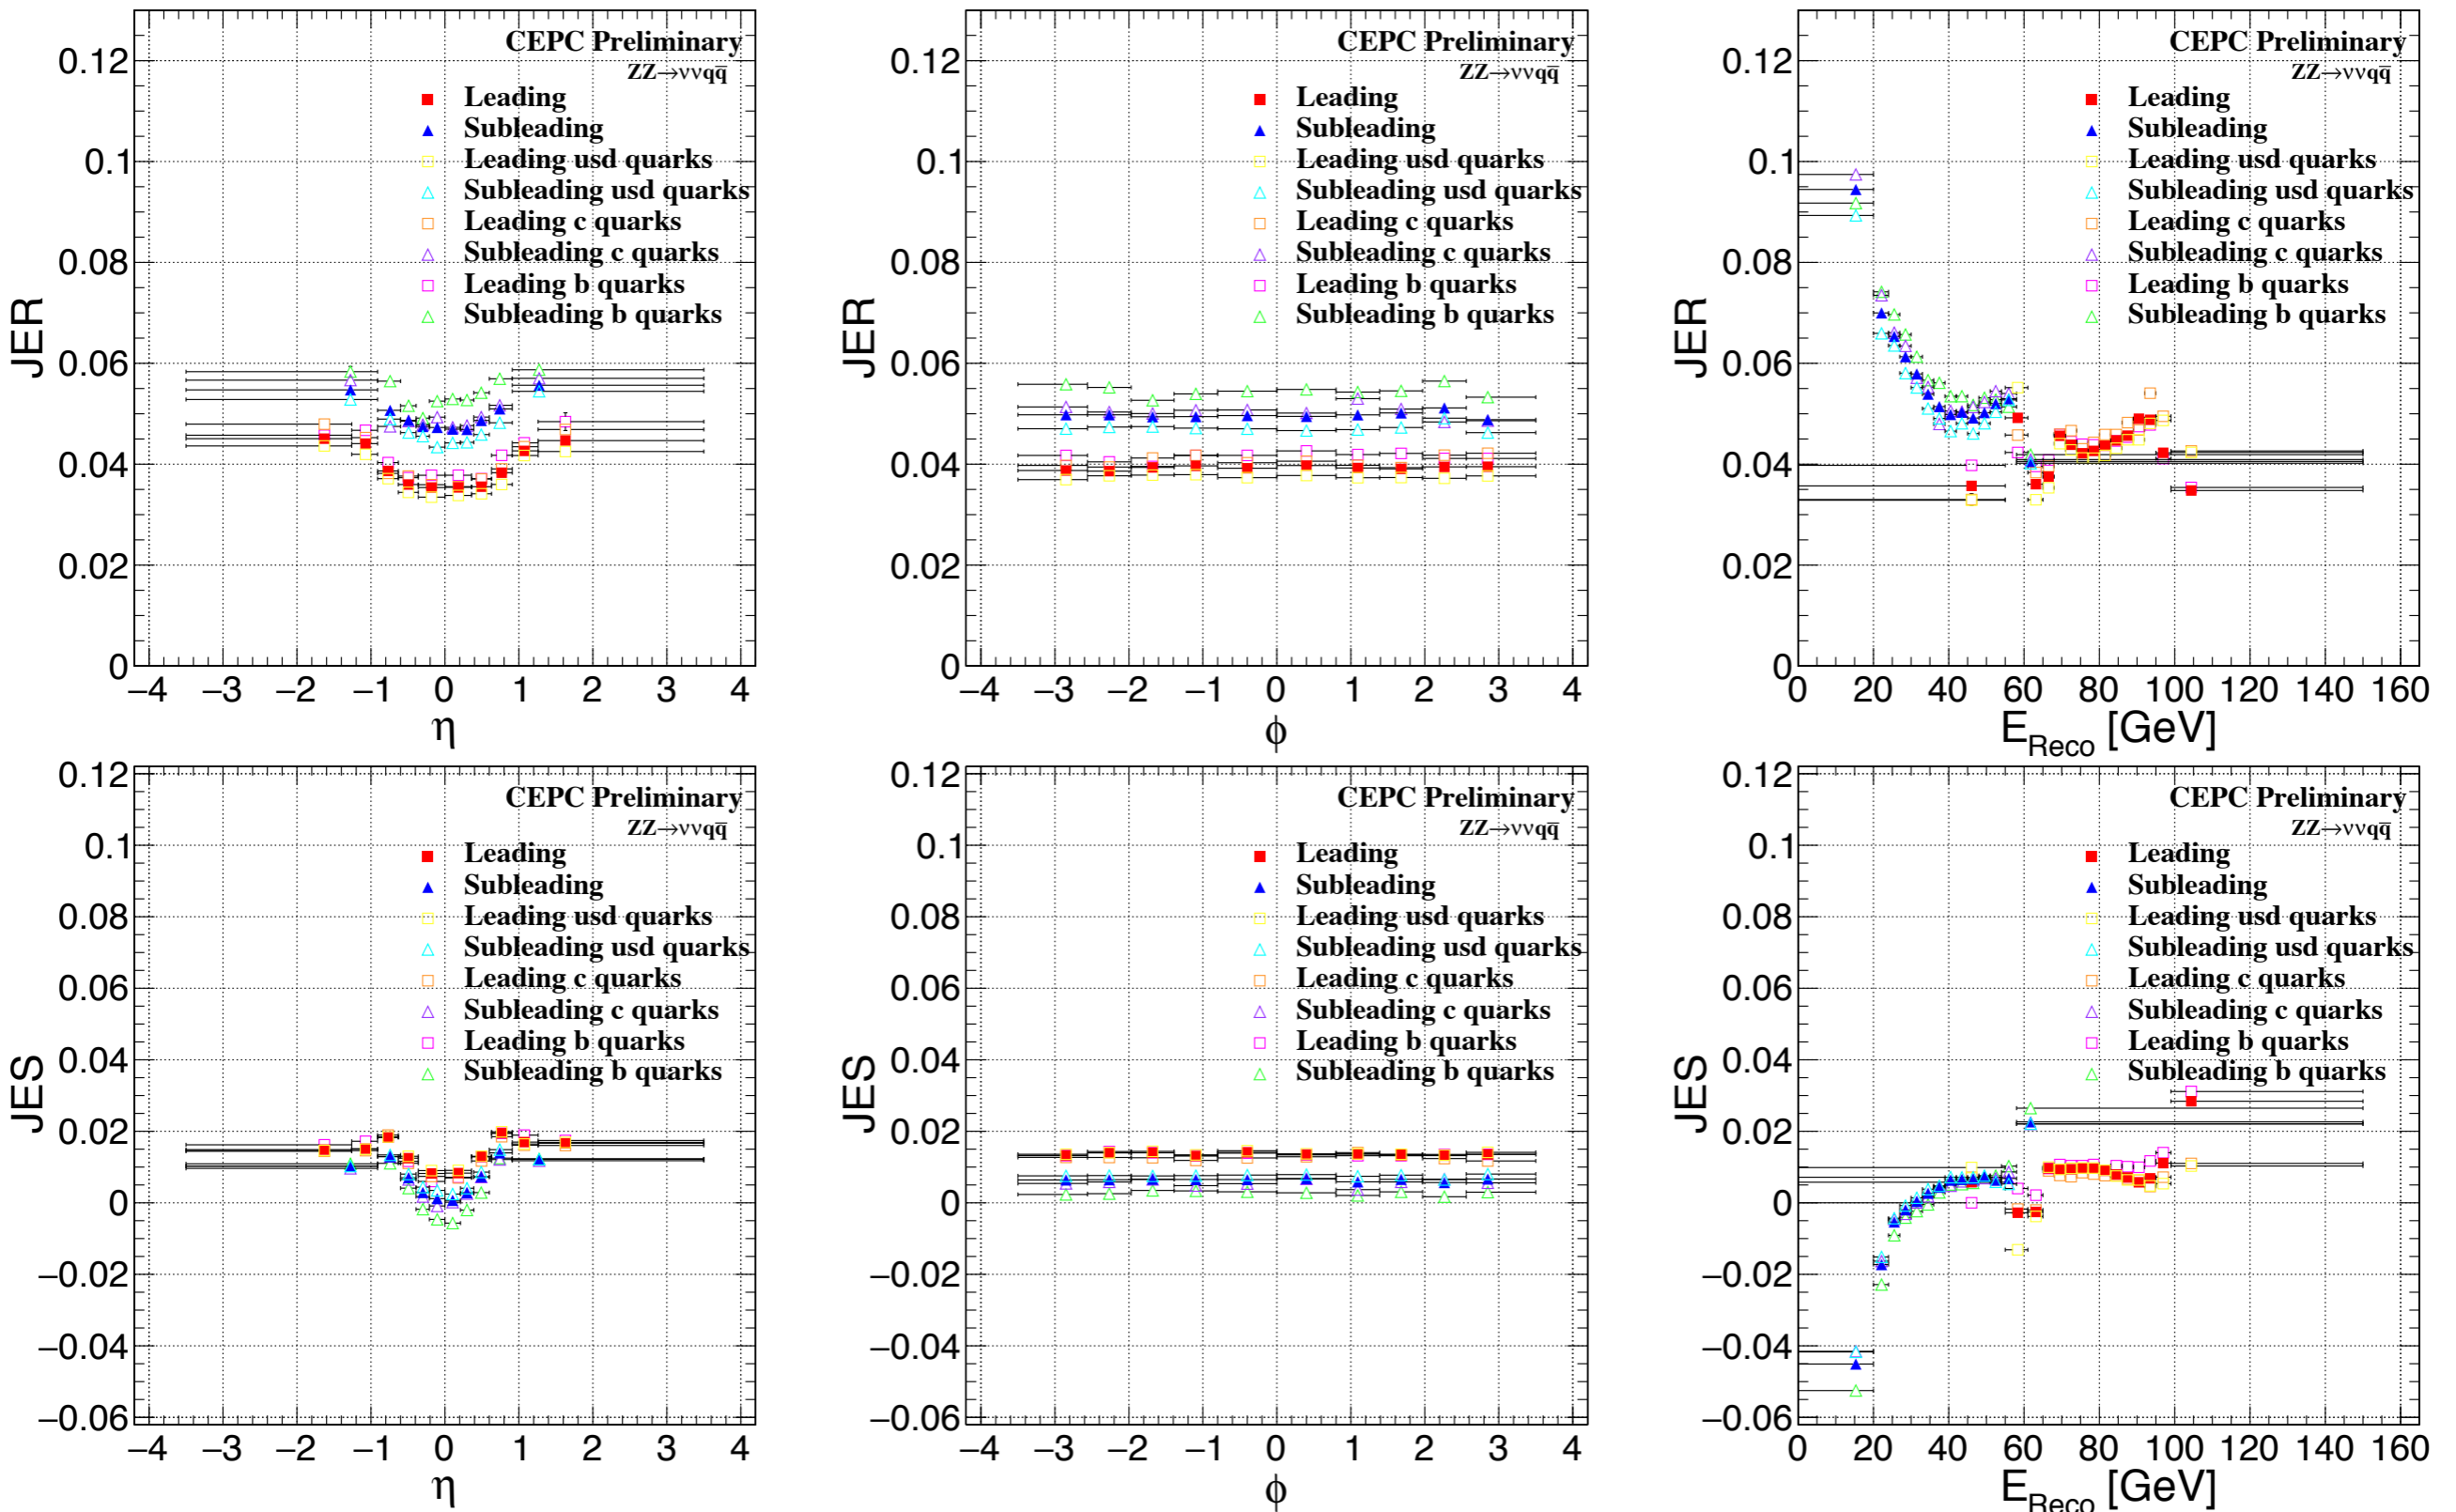 CEPC Preliminary
ZZ→ννqq̅
Leading
Subleading
Leading usd quarks
Subleading usd quarks
Leading c quarks
Subleading c quarks
Leading b quarks
Subleading b quarks
0.12
0.1
0.08
0.06
0.04
0.02
0
JER
−4 −3 −2 −1 0 1 2 3 4
η
CEPC Preliminary
ZZ→ννqq̅
Leading
Subleading
Leading usd quarks
Subleading usd quarks
Leading c quarks
Subleading c quarks
Leading b quarks
Subleading b quarks
0.12
0.1
0.08
0.06
0.04
0.02
0
JER
−4 −3 −2 −1 0 1 2 3 4
ϕ
CEPC Preliminary
ZZ→ννqq̅
Leading
Subleading
Leading usd quarks
Subleading usd quarks
Leading c quarks
Subleading c quarks
Leading b quarks
Subleading b quarks
0.12
0.1
0.08
0.06
0.04
0.02
0
JER
0 20 40 60 80 100 120 140 160
E_Reco [GeV]
CEPC Preliminary
ZZ→ννqq̅
Leading
Subleading
Leading usd quarks
Subleading usd quarks
Leading c quarks
Subleading c quarks
Leading b quarks
Subleading b quarks
0.12
0.1
0.08
0.06
0.04
0.02
0
−0.02
−0.04
−0.06
JES
−4 −3 −2 −1 0 1 2 3 4
η
CEPC Preliminary
ZZ→ννqq̅
Leading
Subleading
Leading usd quarks
Subleading usd quarks
Leading c quarks
Subleading c quarks
Leading b quarks
Subleading b quarks
0.12
0.1
0.08
0.06
0.04
0.02
0
−0.02
−0.04
−0.06
JES
−4 −3 −2 −1 0 1 2 3 4
ϕ
CEPC Preliminary
ZZ→ννqq̅
Leading
Subleading
Leading usd quarks
Subleading usd quarks
Leading c quarks
Subleading c quarks
Leading b quarks
Subleading b quarks
0.12
0.1
0.08
0.06
0.04
0.02
0
−0.02
−0.04
−0.06
JES
0 20 40 60 80 100 120 140 160
E_Reco [GeV]